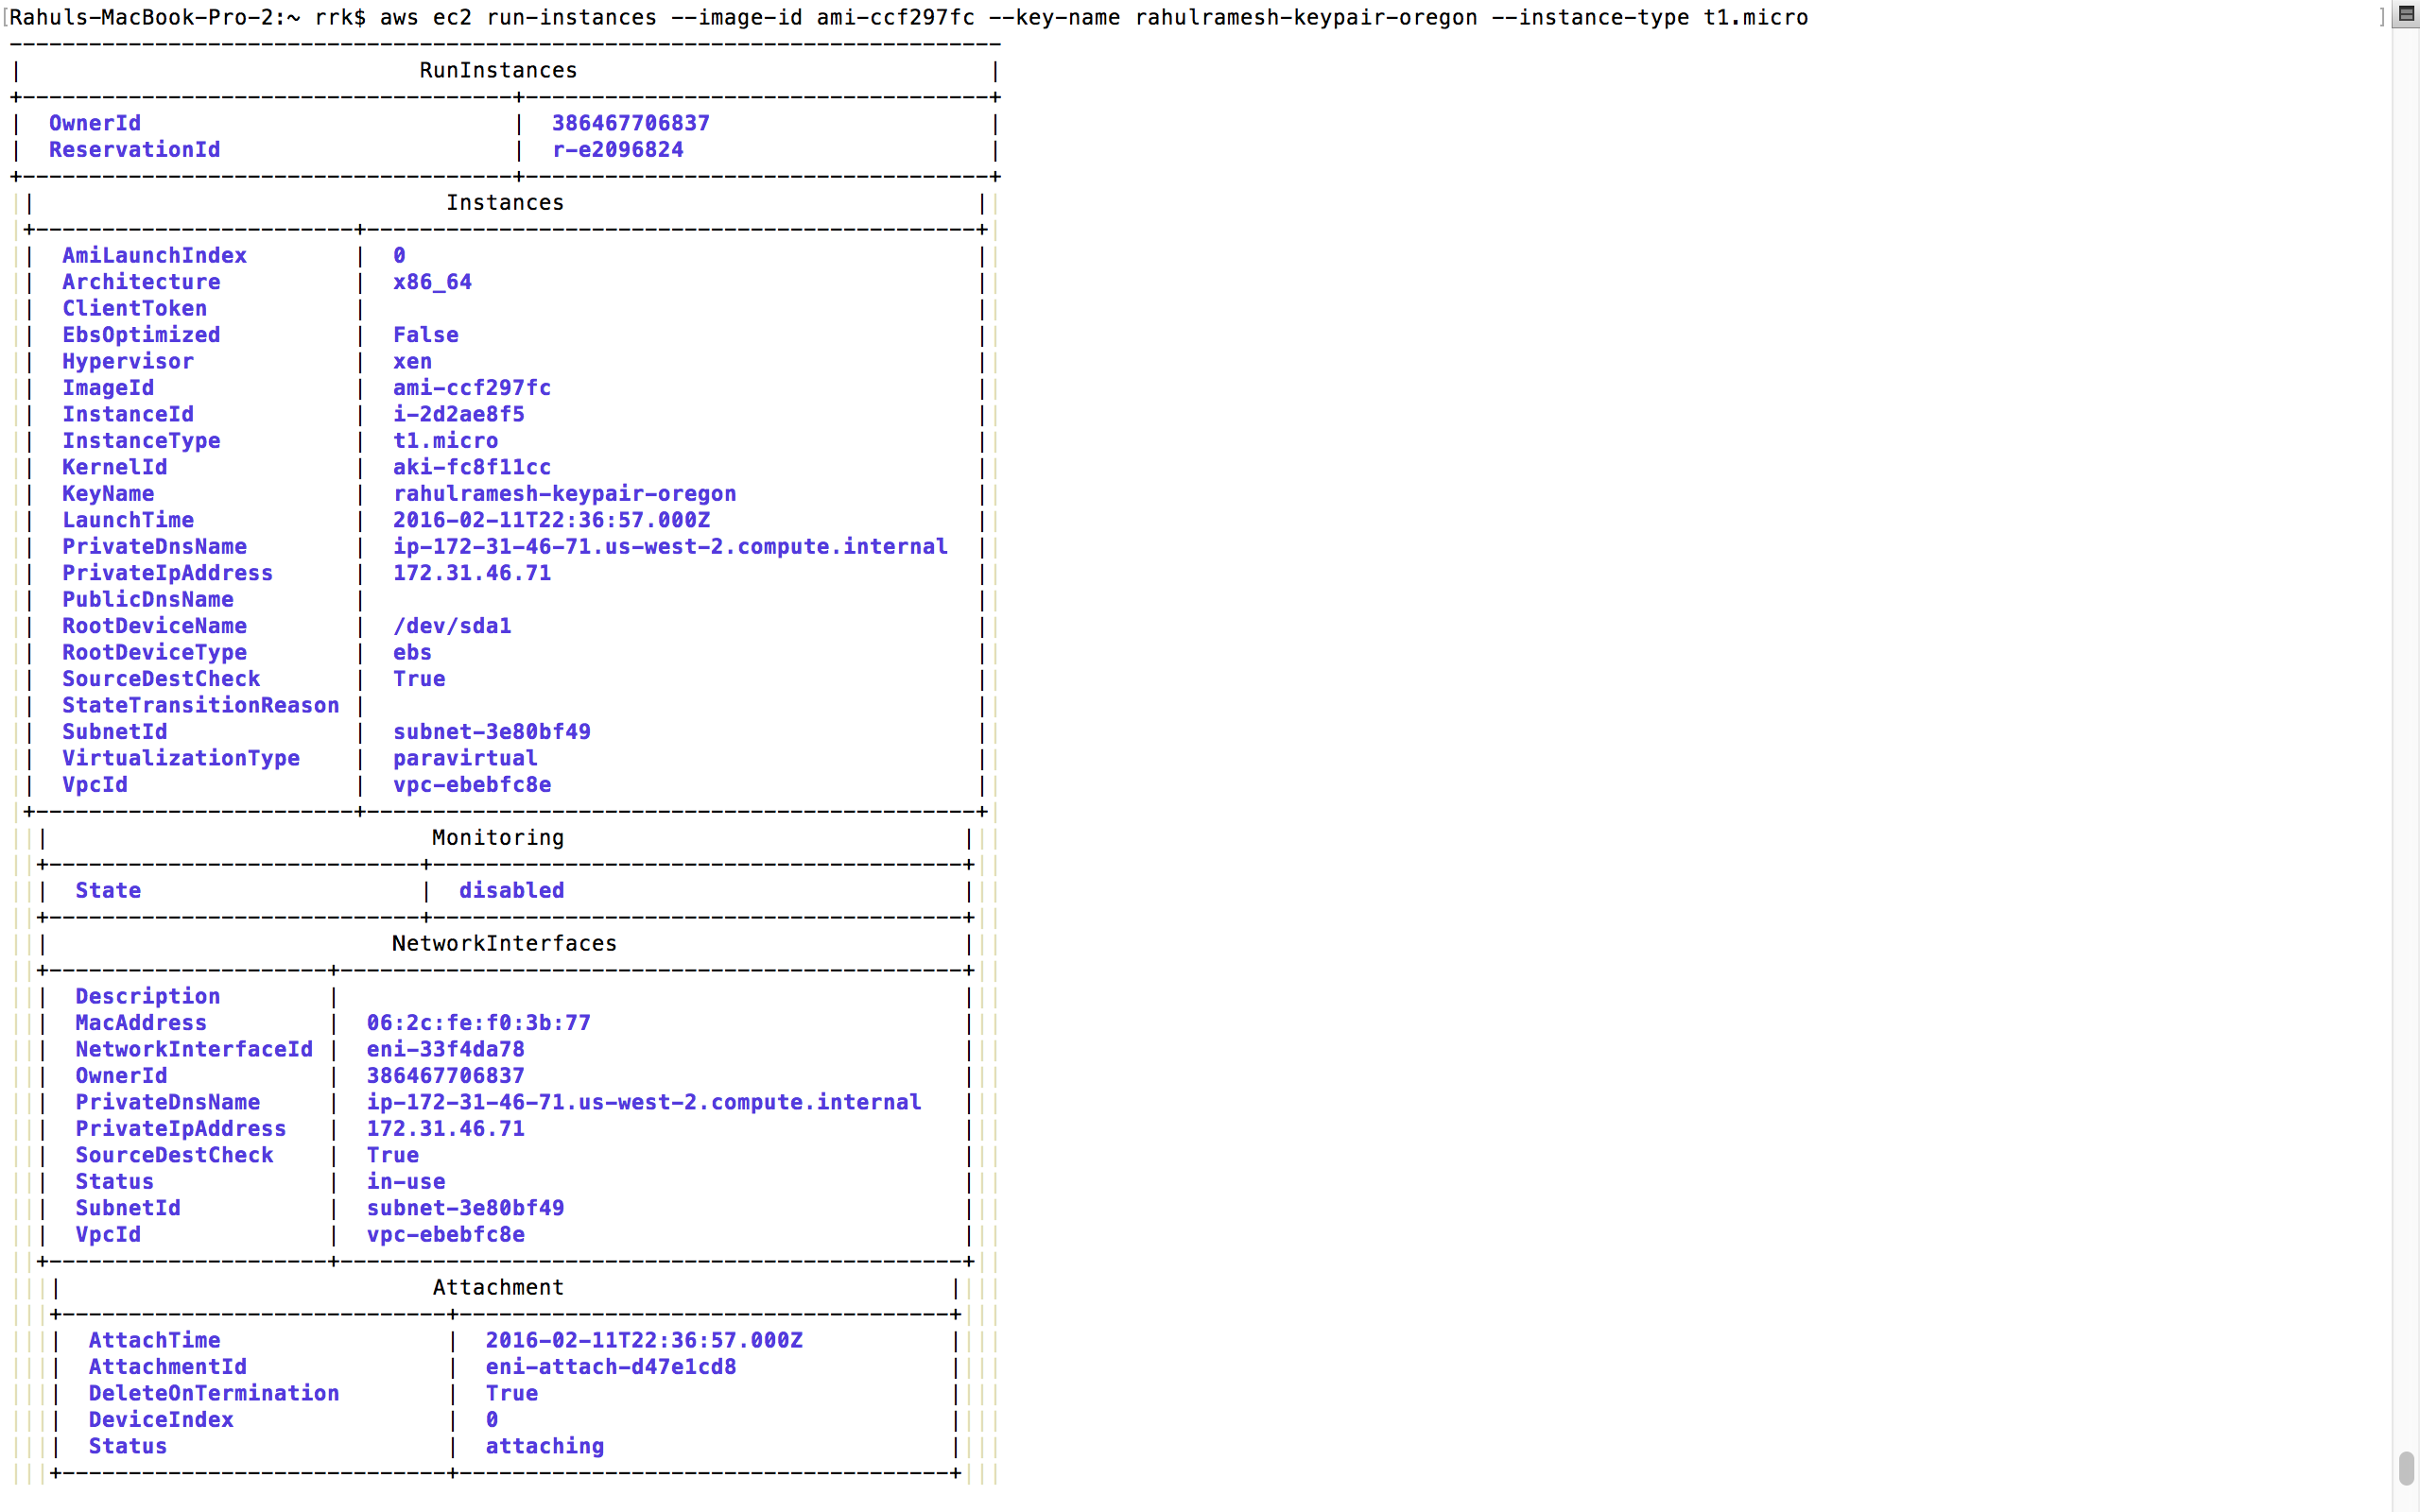 [Rahuls-MacBook-Pro-2:~ rrk$ aws ec2 run-instances --image-id ami-ccf297fc --key-name rahulramesh-keypair-oregon --instance-type t1.micro ]
RunInstances
OwnerId | 386467706837
ReservationId | r-e2096824
Instances
AmiLaunchIndex | 0
Architecture | x86_64
ClientToken |
EbsOptimized | False
Hypervisor | xen
ImageId | ami-ccf297fc
InstanceId | i-2d2ae8f5
InstanceType | t1.micro
KernelId | aki-fc8f11cc
KeyName | rahulramesh-keypair-oregon
LaunchTime | 2016-02-11T22:36:57.000Z
PrivateDnsName | ip-172-31-46-71.us-west-2.compute.internal
PrivateIpAddress | 172.31.46.71
PublicDnsName |
RootDeviceName | /dev/sda1
RootDeviceType | ebs
SourceDestCheck | True
StateTransitionReason |
SubnetId | subnet-3e80bf49
VirtualizationType | paravirtual
VpcId | vpc-ebebfc8e
Monitoring
State | disabled
NetworkInterfaces
Description |
MacAddress | 06:2c:fe:f0:3b:77
NetworkInterfaceId | eni-33f4da78
OwnerId | 386467706837
PrivateDnsName | ip-172-31-46-71.us-west-2.compute.internal
PrivateIpAddress | 172.31.46.71
SourceDestCheck | True
Status | in-use
SubnetId | subnet-3e80bf49
VpcId | vpc-ebebfc8e
Attachment
AttachTime | 2016-02-11T22:36:57.000Z
AttachmentId | eni-attach-d47e1cd8
DeleteOnTermination | True
DeviceIndex | 0
Status | attaching